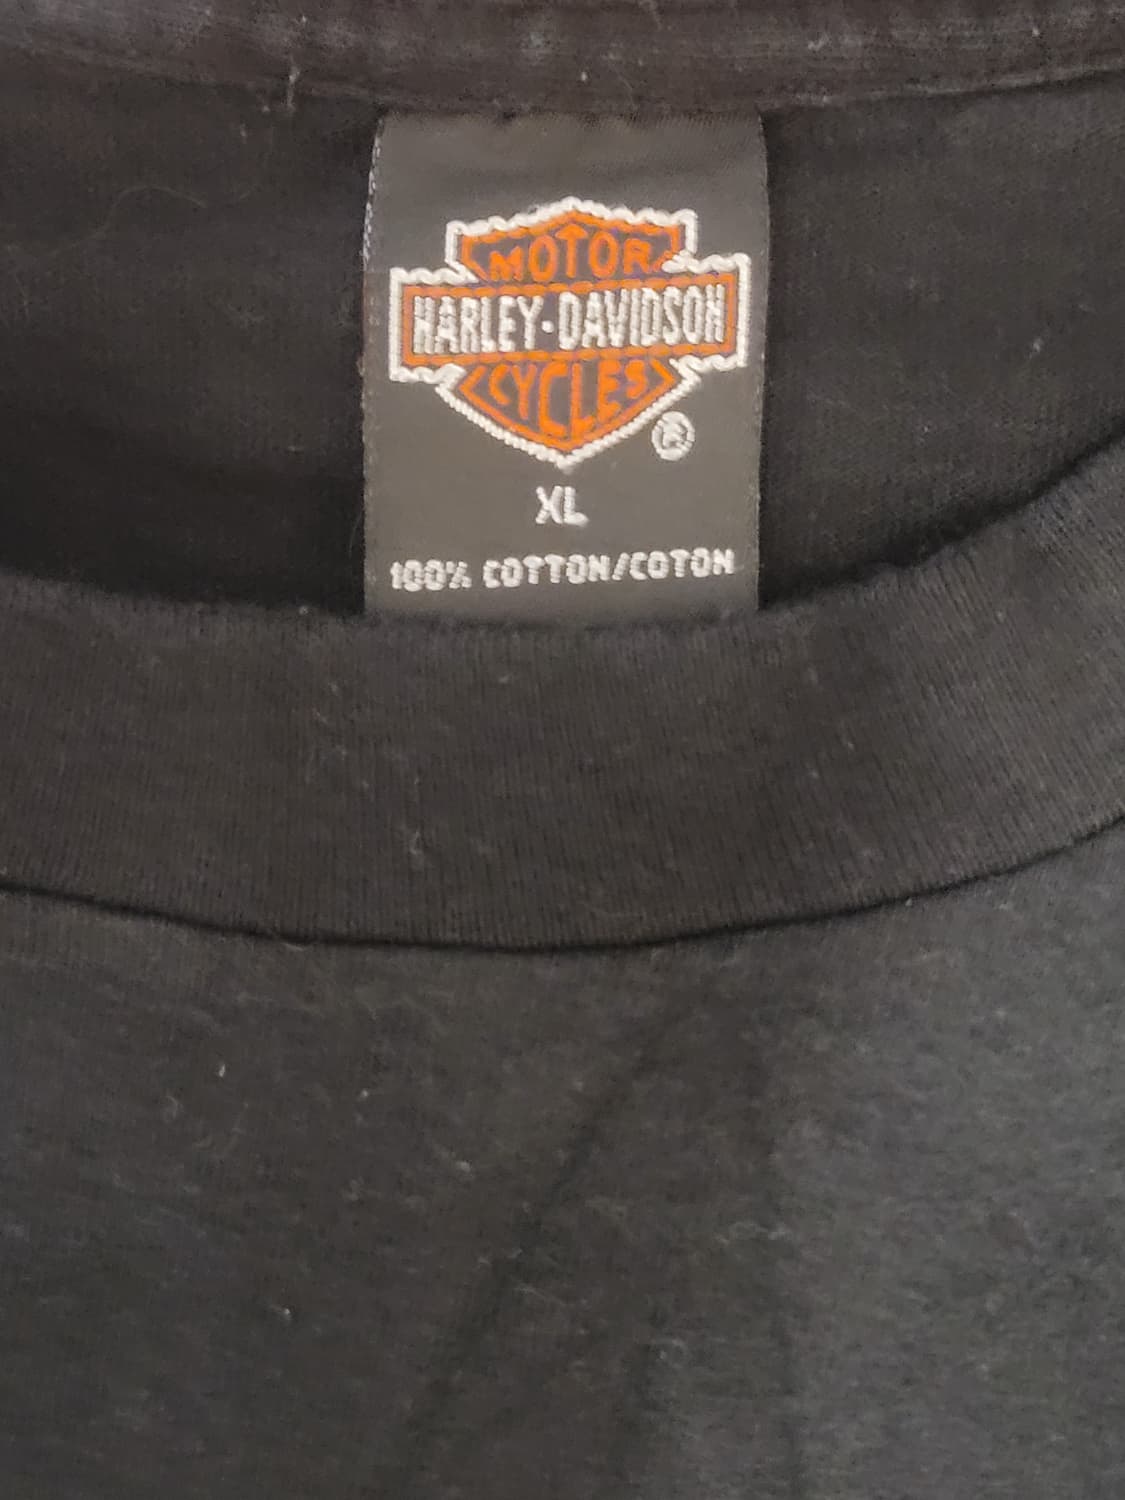 MOTOR
HARLEY-DAVIDSON
CYCLES
®
XL
100% COTTON/COTON